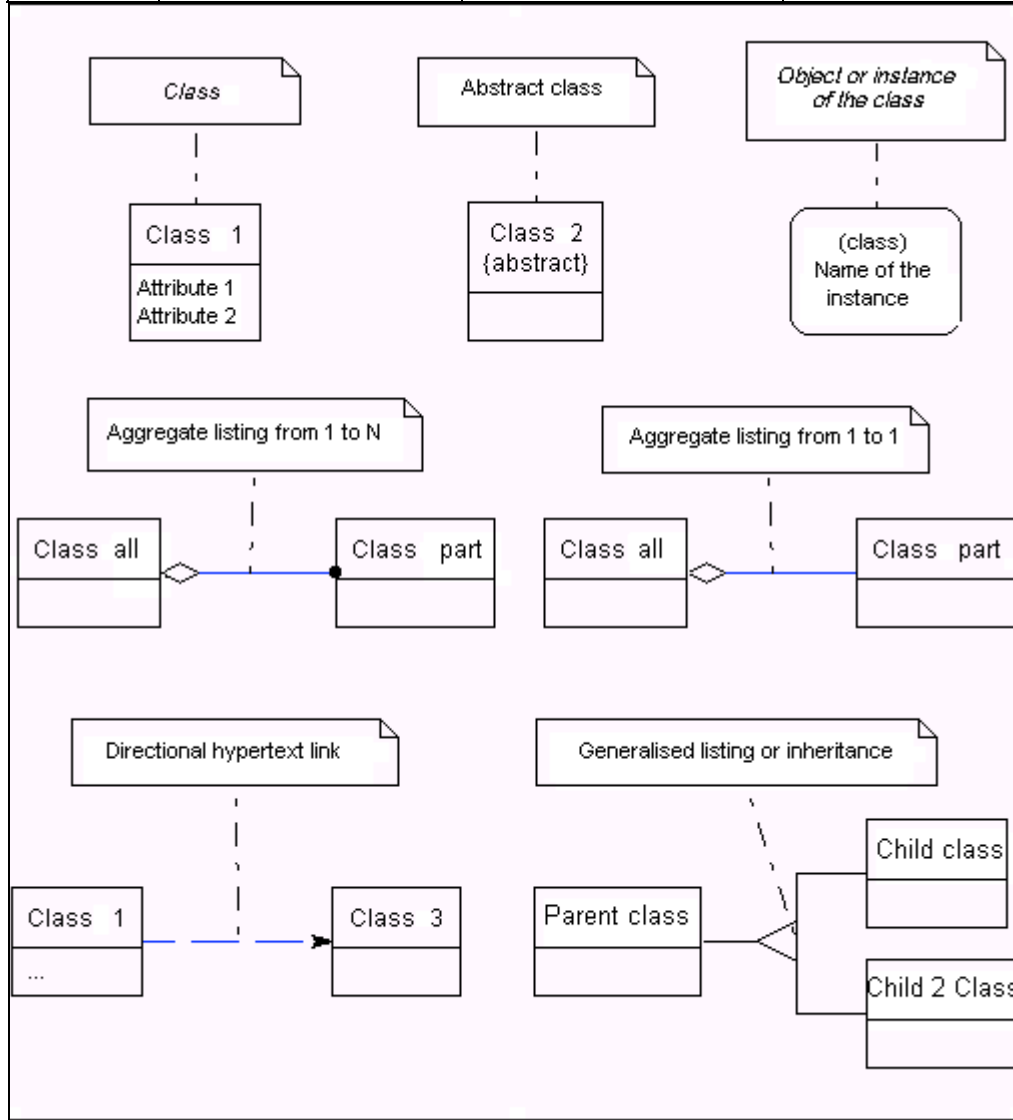 Class
Abstract class
Object or instance
of the class
Class 1
Attribute 1
Attribute 2
Class 2
{abstract}
(class)
Name of the
instance
Aggregate listing from 1 to N
Aggregate listing from 1 to 1
Class all
Class part
Class all
Class part
Directional hypertext link
Generalised listing or inheritance
Class 1
...
Class 3
Parent class
Child class
Child 2 Class